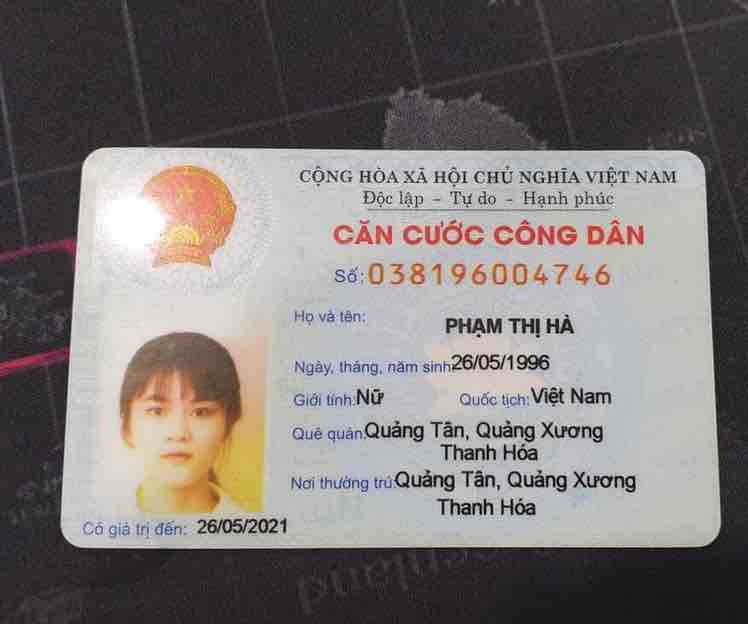 CỘNG HÒA XÃ HỘI CHỦ NGHĨA VIỆT NAM
Độc lập - Tự do - Hạnh phúc
CĂN CƯỚC CÔNG DÂN
Số: 038196004746
Họ và tên: PHẠM THỊ HÀ
Ngày, tháng, năm sinh: 26/05/1996
Giới tính: Nữ Quốc tịch: Việt Nam
Quê quán: Quảng Tân, Quảng Xương
Thanh Hóa
Nơi thường trú: Quảng Tân, Quảng Xương
Thanh Hóa
Có giá trị đến: 26/05/2021